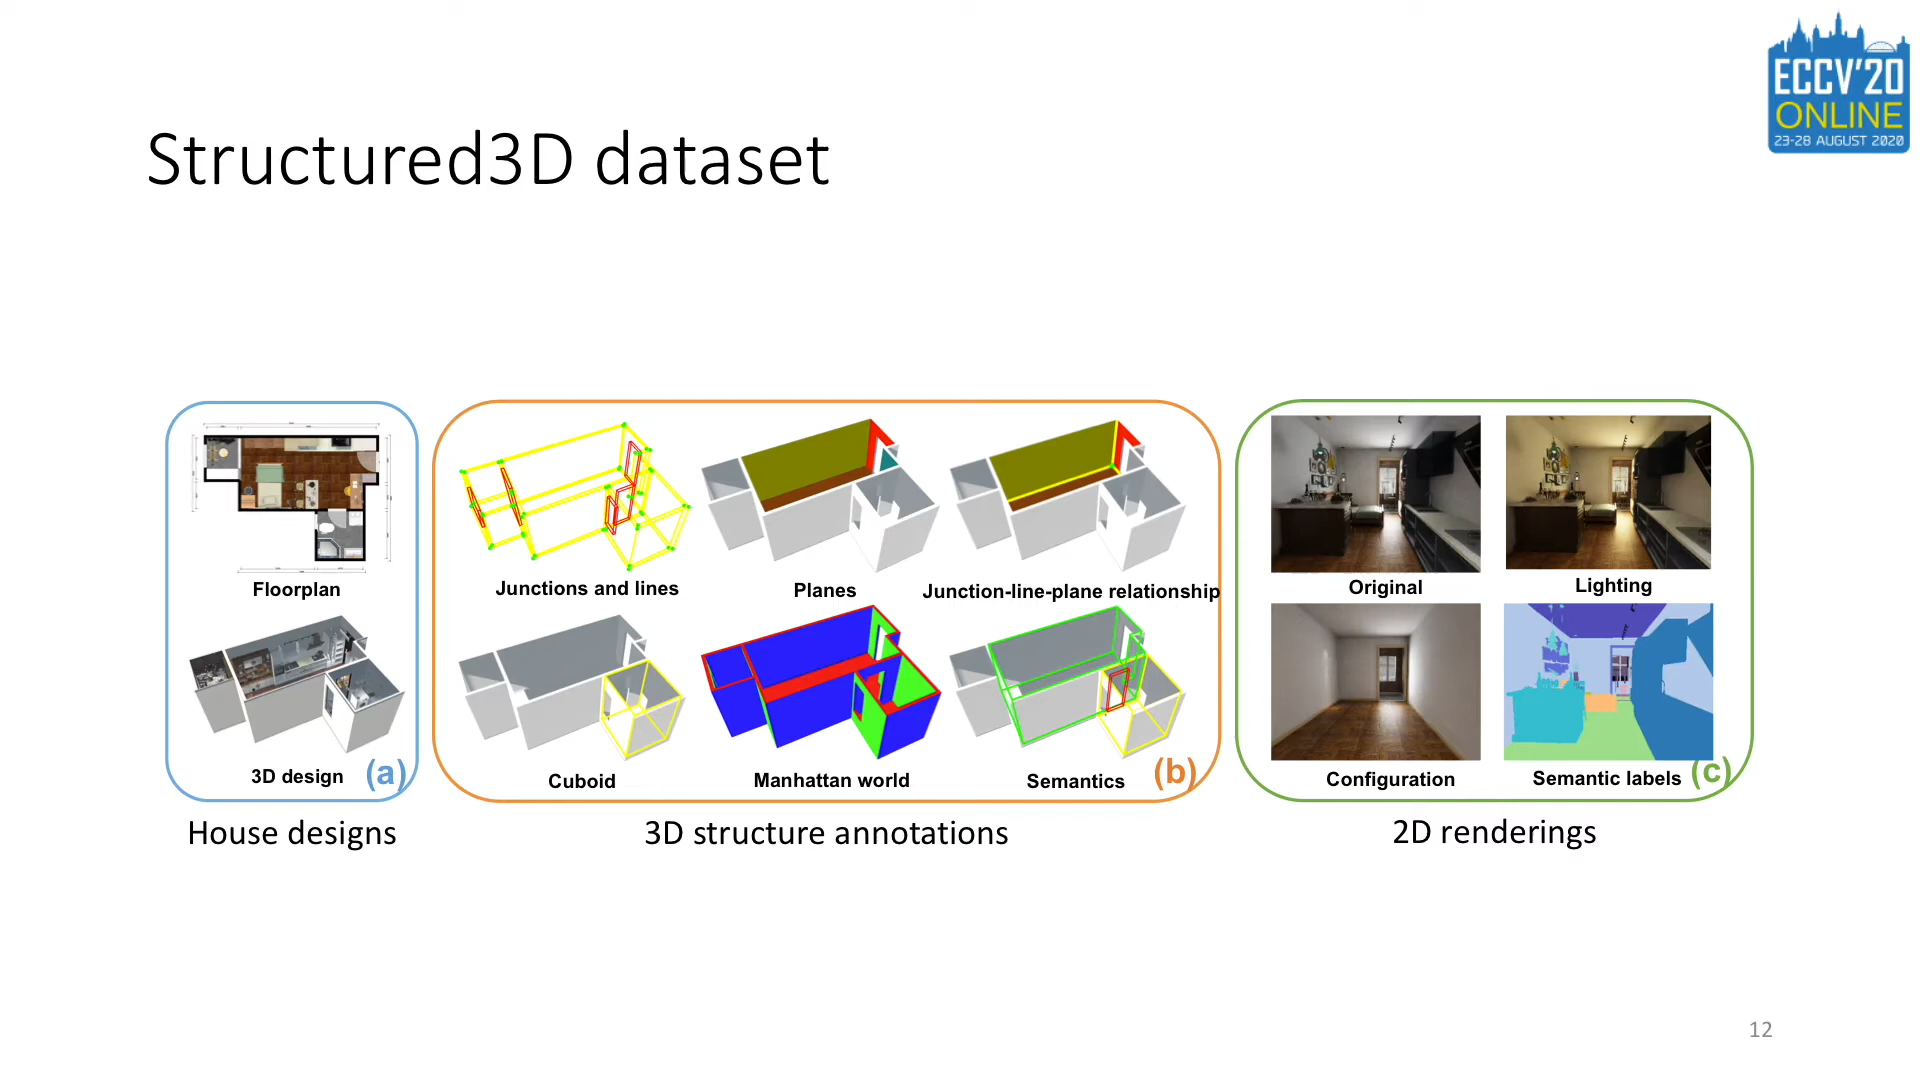 ECCV'20
ONLINE
23-28 AUGUST 2020
Structured3D dataset
Floorplan
3D design
(a)
House designs
Junctions and lines
Planes
Junction-line-plane relationship
Cuboid
Manhattan world
Semantics
(b)
3D structure annotations
Original
Lighting
Configuration
Semantic labels
(c)
2D renderings
12